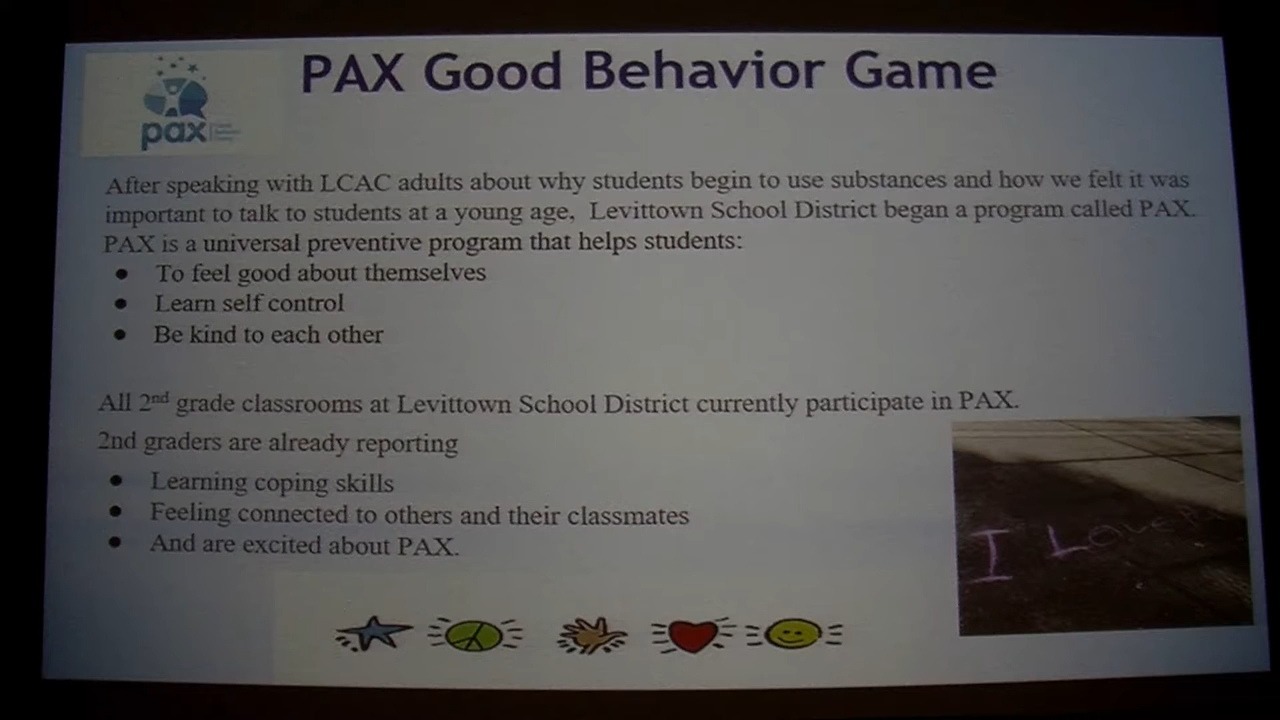 PAX Good Behavior Game
pax
After speaking with LCAC adults about why students begin to use substances and how we felt it was
important to talk to students at a young age, Levittown School District began a program called PAX.
PAX is a universal preventive program that helps students:
● To feel good about themselves
● Learn self control
● Be kind to each other
All 2nd grade classrooms at Levittown School District currently participate in PAX.
2nd graders are already reporting
● Learning coping skills
● Feeling connected to others and their classmates
● And are excited about PAX.
I Love